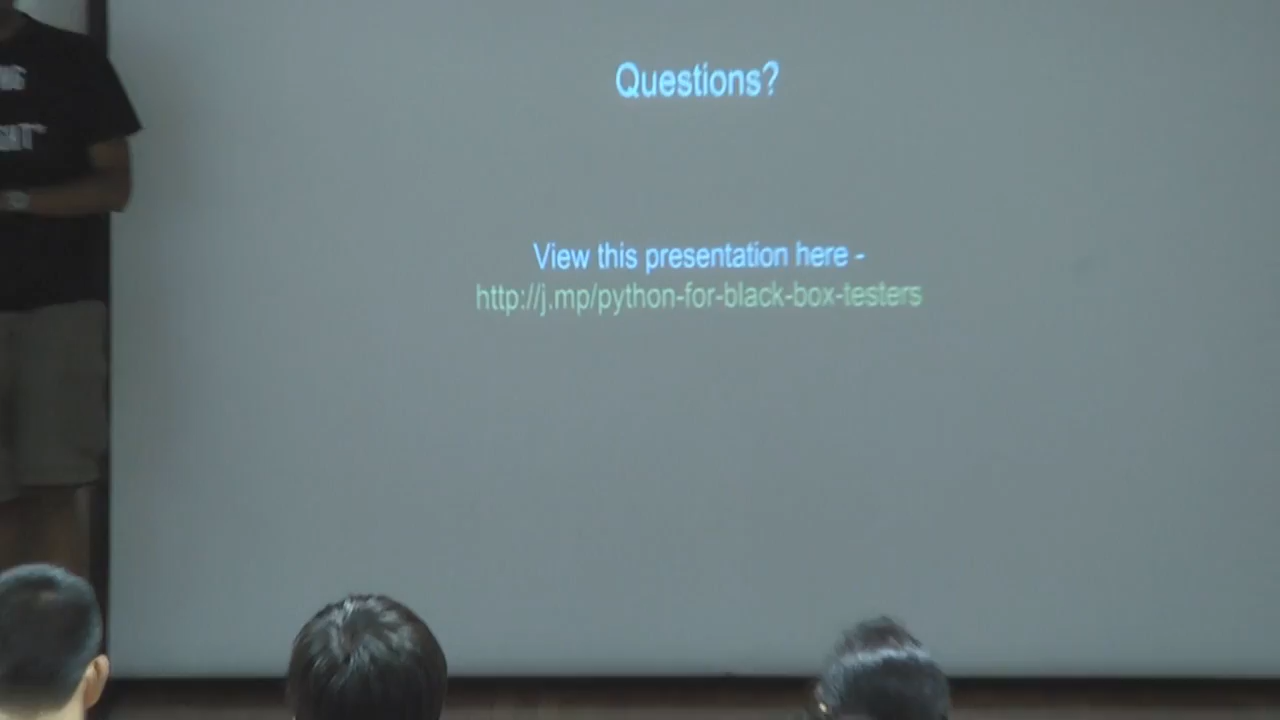 Questions?
View this presentation here -
http://j.mp/python-for-black-box-testers